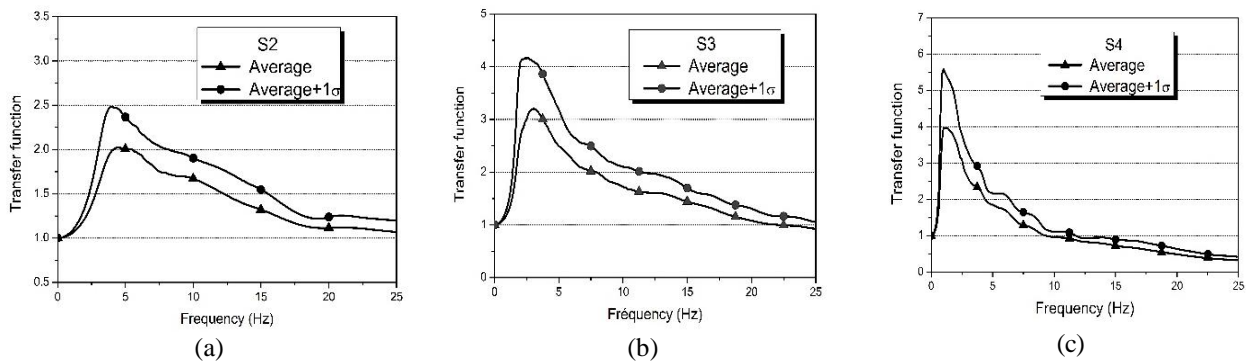 3.5
3.0
2.5
2.0
1.5
1.0
0.5
Transfer function
S2
Average
Average+1σ
0 5 10 15 20 25
Frequency (Hz)
(a)
5
4
3
2
1
0
Transfer function
S3
Average
Average+1σ
0 5 10 15 20 25
Fréquency (Hz)
(b)
7
6
5
4
3
2
1
0
Transfer function
S4
Average
Average+1σ
0 5 10 15 20 25
Frequency (Hz)
(c)